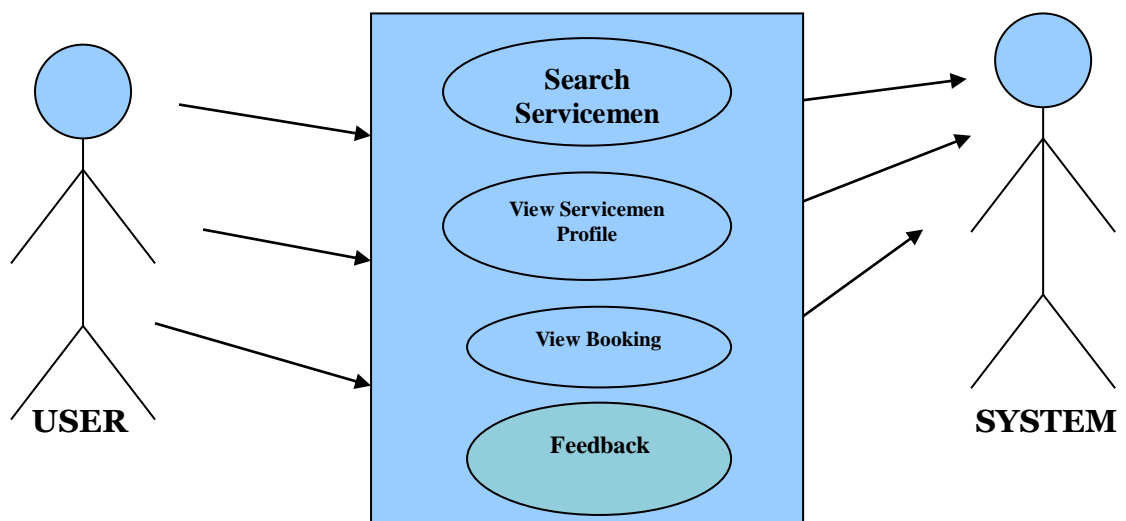 Search
Servicemen
View Servicemen
Profile
View Booking
USER
SYSTEM
Feedback